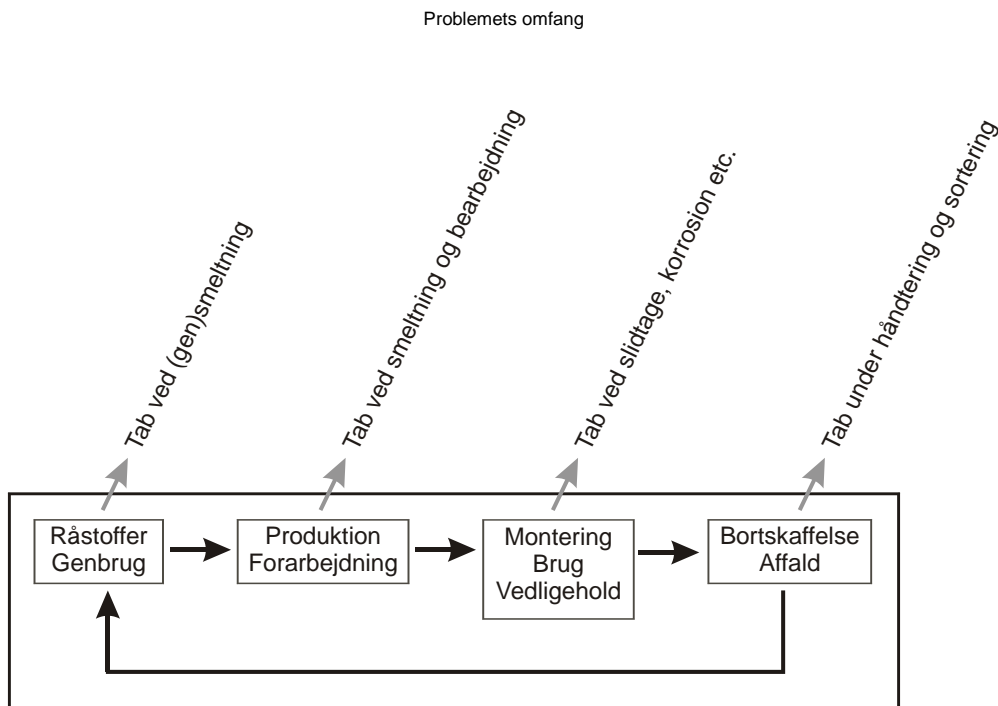 Problemets omfang
Tab ved (gen)smeltning
Tab ved smeltning og bearbejdning
Tab ved slidtage, korrosion etc.
Tab under håndtering og sortering
Råstoffer
Genbrug
Produktion
Forarbejdning
Montering
Brug
Vedligehold
Bortskaffelse
Affald